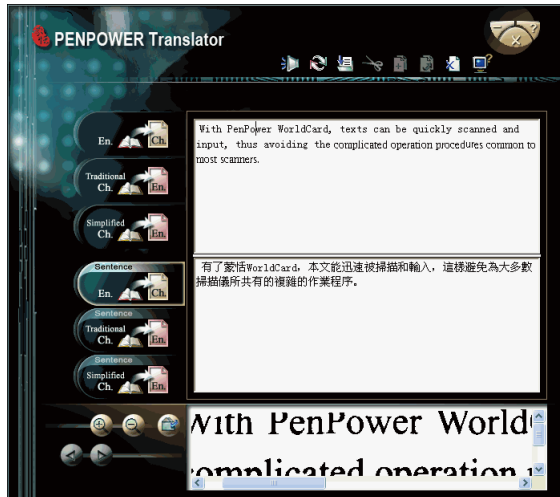 PENPOWER Translator
En. Ch.
Traditional
Ch. En.
Simplified
Ch. En.
Sentence
En. Ch.
Sentence
Traditional
Ch. En.
Sentence
Simplified
Ch. En.
With PenPower WorldCard, texts can be quickly scanned and
input, thus avoiding the complicated operation procedures common to
most scanners.
有了蒙恬WorldCard，本文能迅速被掃描和輸入，這樣避免為大多數
掃描儀所共有的複雜的作業程序。
With PenPower World
complicated operation